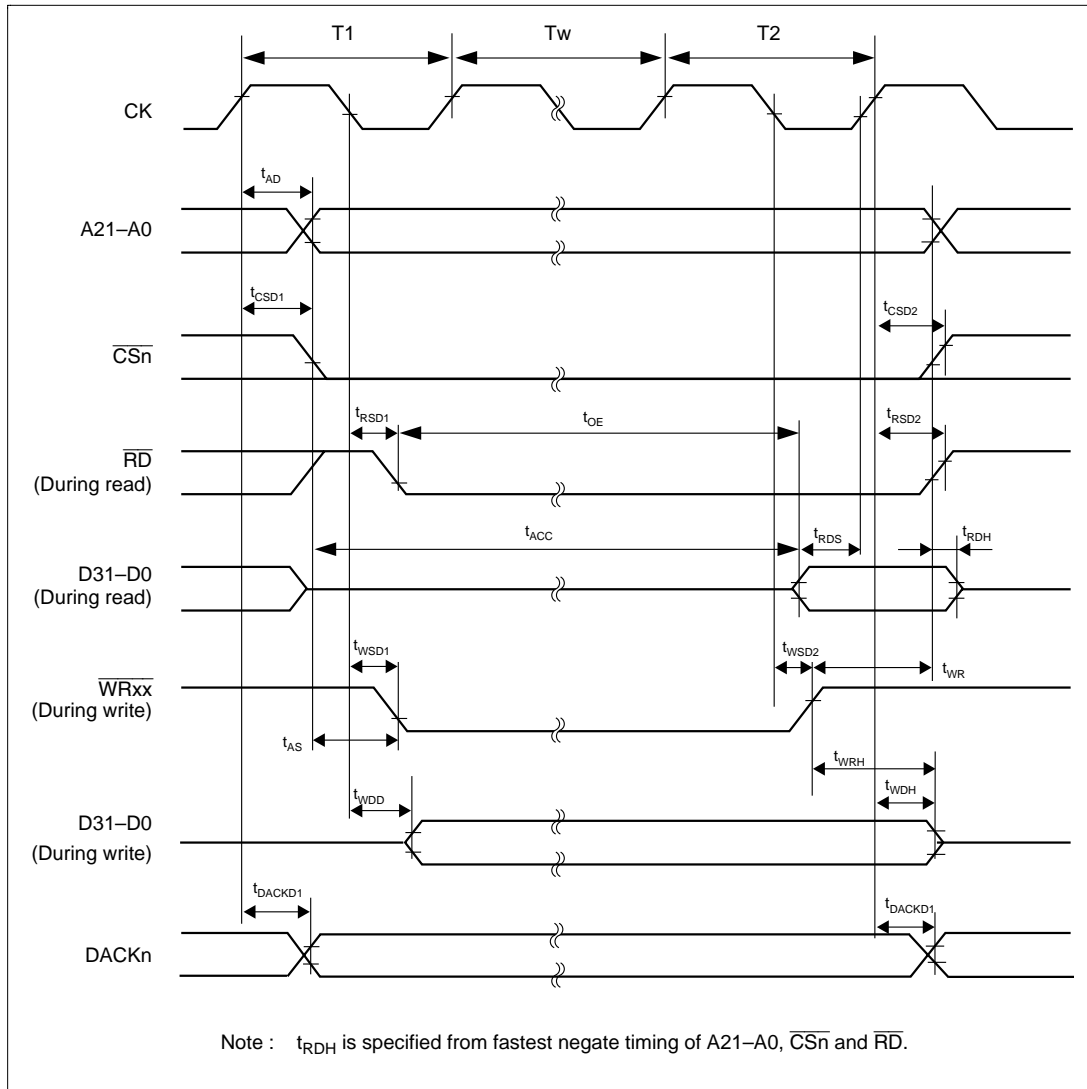 T1 Tw T2
CK
tAD
A21–A0
tCSD1
tCSD2
CSn
tRSD1 tOE tRSD2
RD
(During read)
tACC
tRDS tRDH
D31–D0
(During read)
tWSD1 tWSD2
tWR
WRxx
(During write)
tAS
tWRH
tWDD tWDH
D31–D0
(During write)
tDACKD1 tDACKD1
DACKn
Note : tRDH is specified from fastest negate timing of A21–A0, CSn and RD.